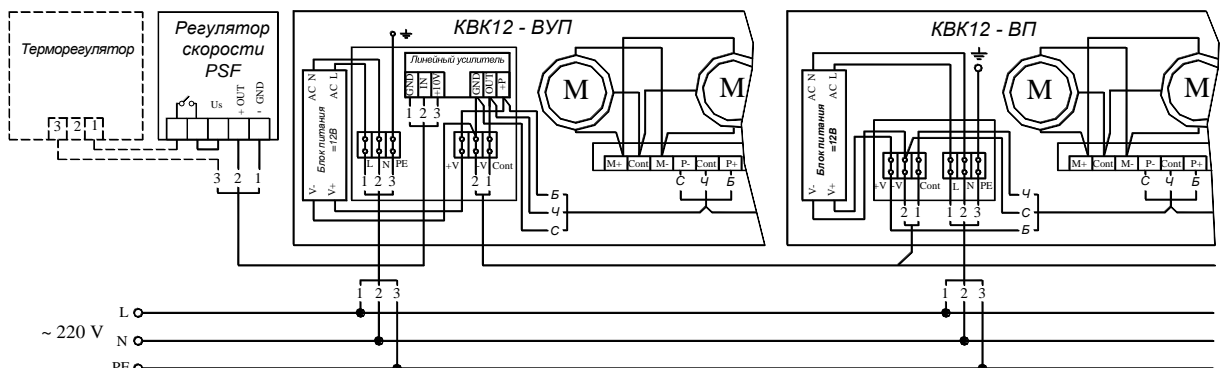 Терморегулятор
3 2 1
Регулятор
скорости
PSF
Us
+ OUT
- GND
3 2 1
КВК12 - ВУП
AC N
AC L
Блок питания
=12В
V-
V+
Линейный усилитель
GND IN +10V GND OUT +P
1 2 3
L N PE
1 2 3
+V -V Cont
2 1
Б
Ч
С
M
M
M+ Cont M- P- Cont P+
С Ч Б
КВК12 - ВП
AC N
AC L
Блок питания
=12В
V-
V+
+V -V Cont
L N PE
2 1
1 2 3
Ч
С
Б
M
M
M+ Cont M- P- Cont P+
С Ч Б
1 2 3
1 2 3
~ 220 V
L
N
PE